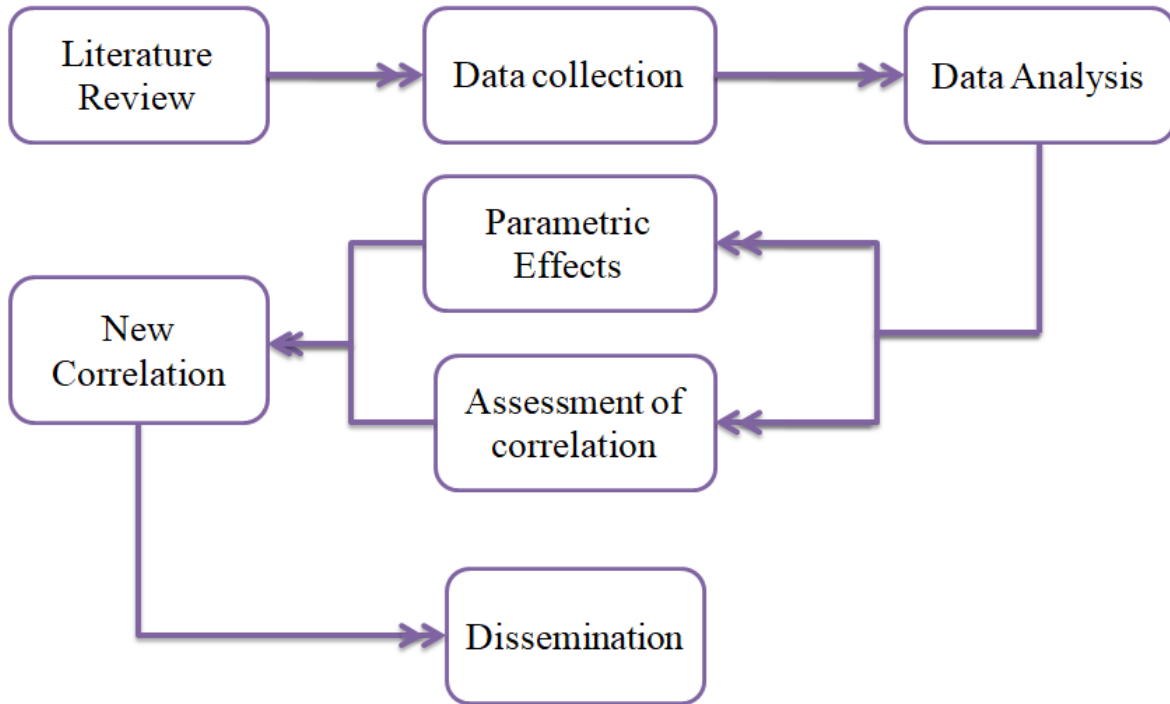 Literature
Review
Data collection
Data Analysis
Parametric
Effects
Assessment of
correlation
New
Correlation
Dissemination